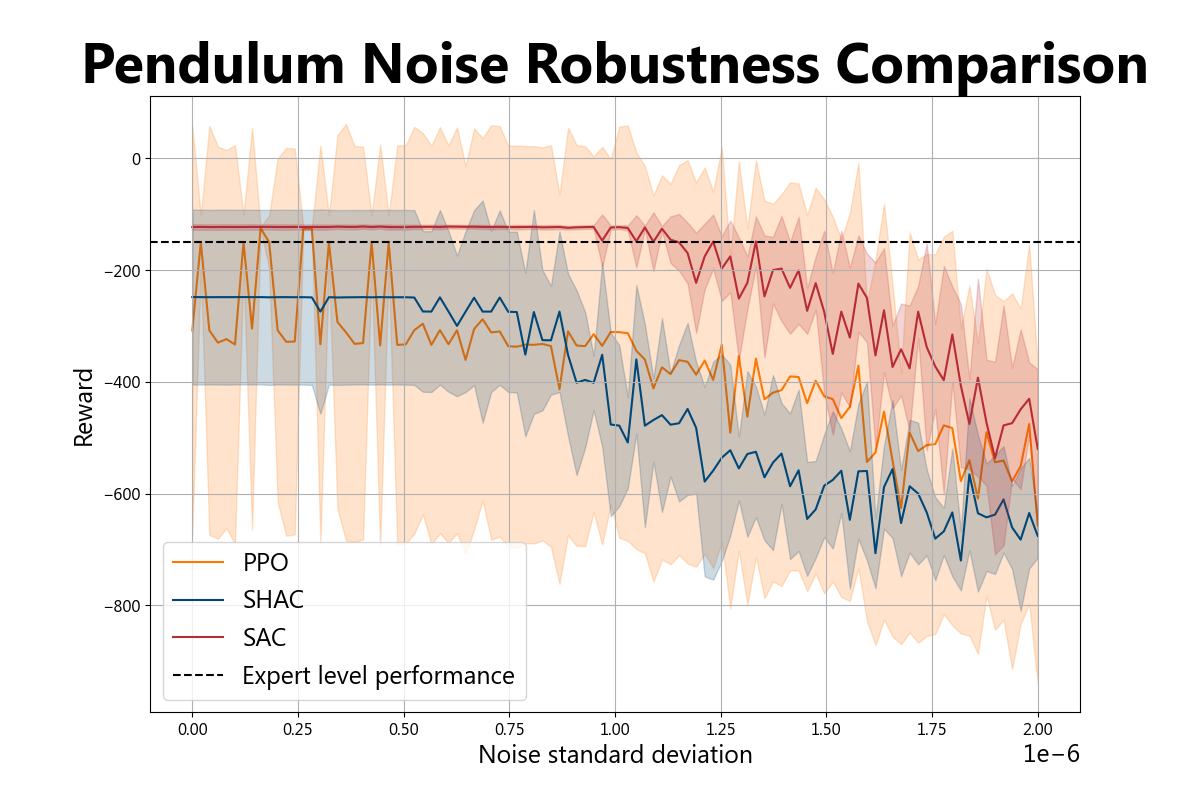 Pendulum Noise Robustness Comparison
Reward
0
−200
−400
−600
−800
PPO
SHAC
SAC
Expert level performance
0.00 0.25 0.50 0.75 1.00 1.25 1.50 1.75 2.00
Noise standard deviation
1e−6